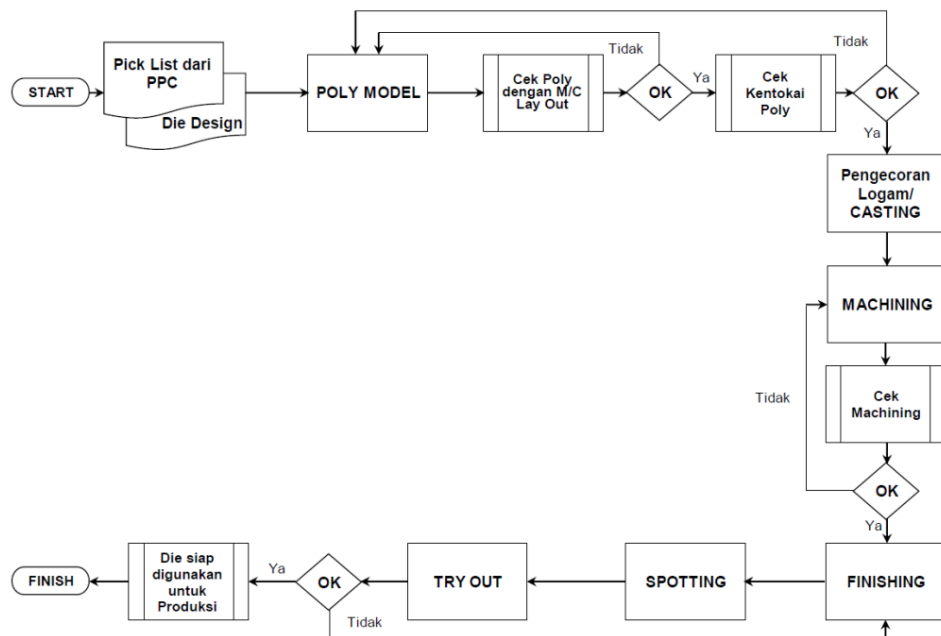 Tidak
Tidak
START
Pick List dari
PPC
Die Design
POLY MODEL
Cek Poly
dengan M/C
Lay Out
OK
Ya
Cek
Kentokai
Poly
OK
Ya
Pengecoran
Logam/
CASTING
MACHINING
Tidak
Cek
Machining
OK
Ya
FINISH
Die siap
digunakan
untuk
Produksi
Ya
OK
Tidak
TRY OUT
SPOTTING
FINISHING